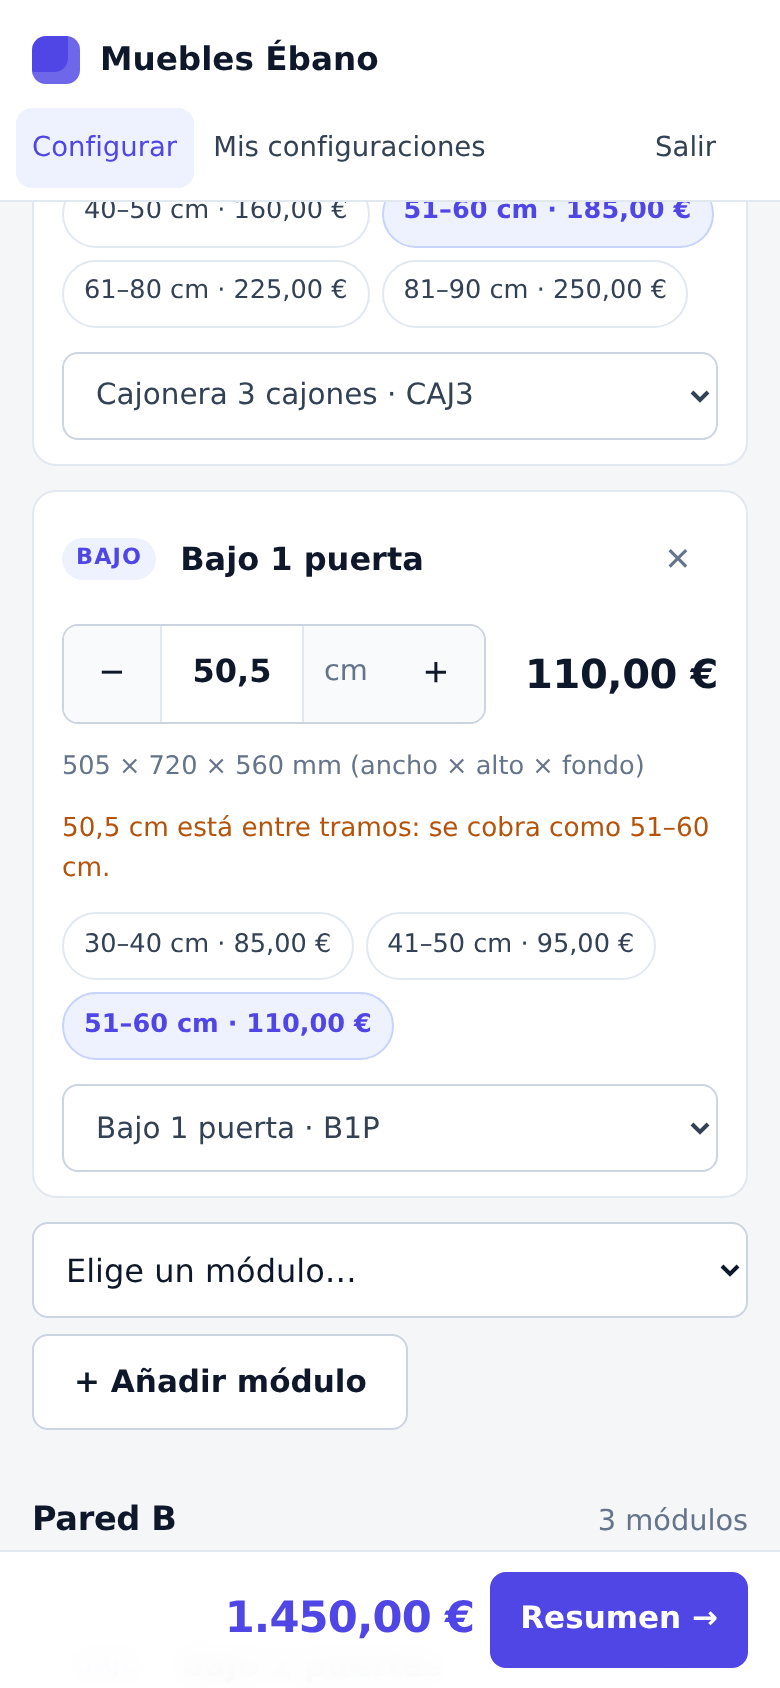 Muebles Ébano
Configurar Mis configuraciones Salir
40–50 cm · 160,00 € 51–60 cm · 185,00 €
61–80 cm · 225,00 € 81–90 cm · 250,00 €
Cajonera 3 cajones · CAJ3
BAJO Bajo 1 puerta ✕
− 50,5 cm + 110,00 €
505 × 720 × 560 mm (ancho × alto × fondo)
50,5 cm está entre tramos: se cobra como 51–60
cm.
30–40 cm · 85,00 € 41–50 cm · 95,00 €
51–60 cm · 110,00 €
Bajo 1 puerta · B1P
Elige un módulo…
+ Añadir módulo
Pared B 3 módulos
1.450,00 € Resumen →